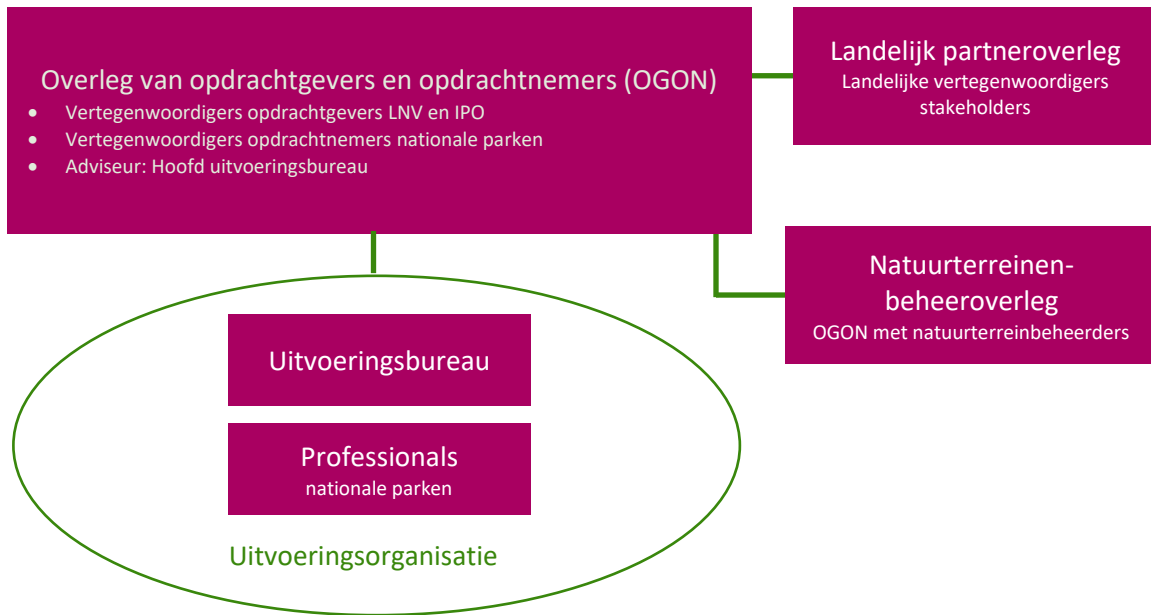 Overleg van opdrachtgevers en opdrachtnemers (OGON)
• Vertegenwoordigers opdrachtgevers LNV en IPO
• Vertegenwoordigers opdrachtnemers nationale parken
• Adviseur: Hoofd uitvoeringsbureau
Landelijk partneroverleg
Landelijke vertegenwoordigers
stakeholders
Natuurterreinen-
beheeroverleg
OGON met natuurterreinbeheerders
Uitvoeringsbureau
Professionals
nationale parken
Uitvoeringsorganisatie